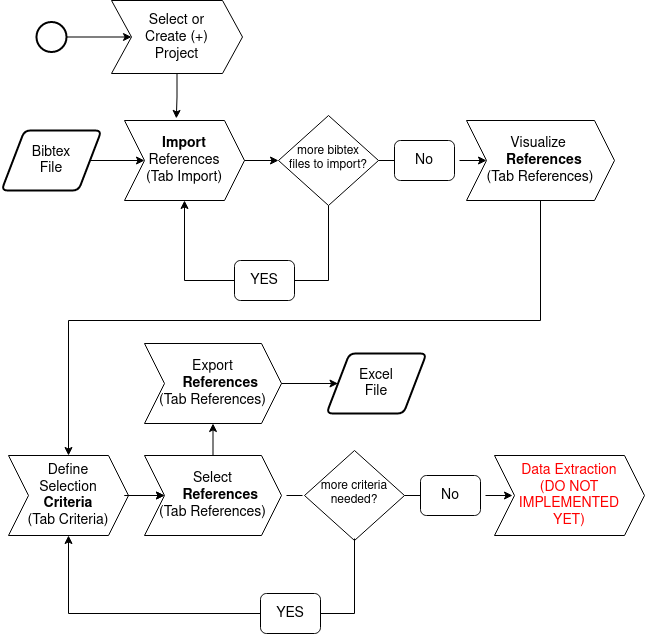 Select or
Create (+)
Project
Bibtex
File
Import
References
(Tab Import)
more bibtex
files to import?
No
Visualize
References
(Tab References)
YES
Export
References
(Tab References)
Excel
File
Define
Selection
Criteria
(Tab Criteria)
Select
References
(Tab References)
more criteria
needed?
No
Data Extraction
(DO NOT
IMPLEMENTED
YET)
YES